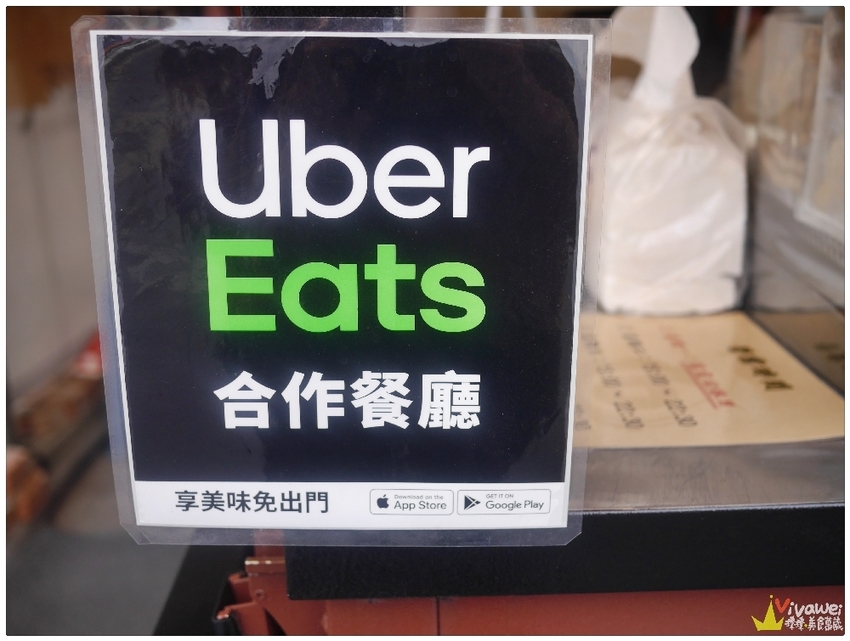 Uber
Eats
合作餐廳
享美味免出門
Download on the
App Store
GET IT ON
Google Play
Vivawei